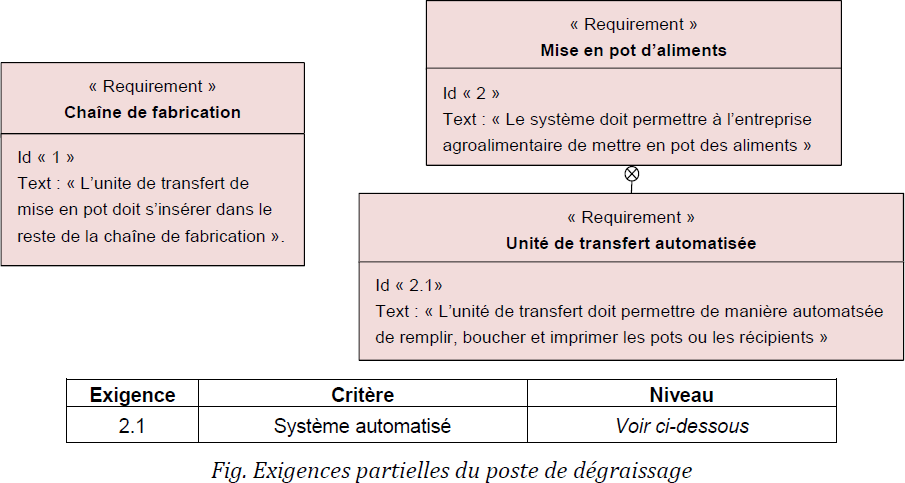 « Requirement »
Chaîne de fabrication
Id « 1 »
Text : « L’unite de transfert de
mise en pot doit s’insérer dans le
reste de la chaîne de fabrication ».
« Requirement »
Mise en pot d’aliments
Id « 2 »
Text : « Le système doit permettre à l’entreprise
agroalimentaire de mettre en pot des aliments »
« Requirement »
Unité de transfert automatisée
Id « 2.1»
Text : « L’unité de transfert doit permettre de manière automatsée
de remplir, boucher et imprimer les pots ou les récipients »
Exigence Critère Niveau
2.1 Système automatisé Voir ci-dessous
Fig. Exigences partielles du poste de dégraissage